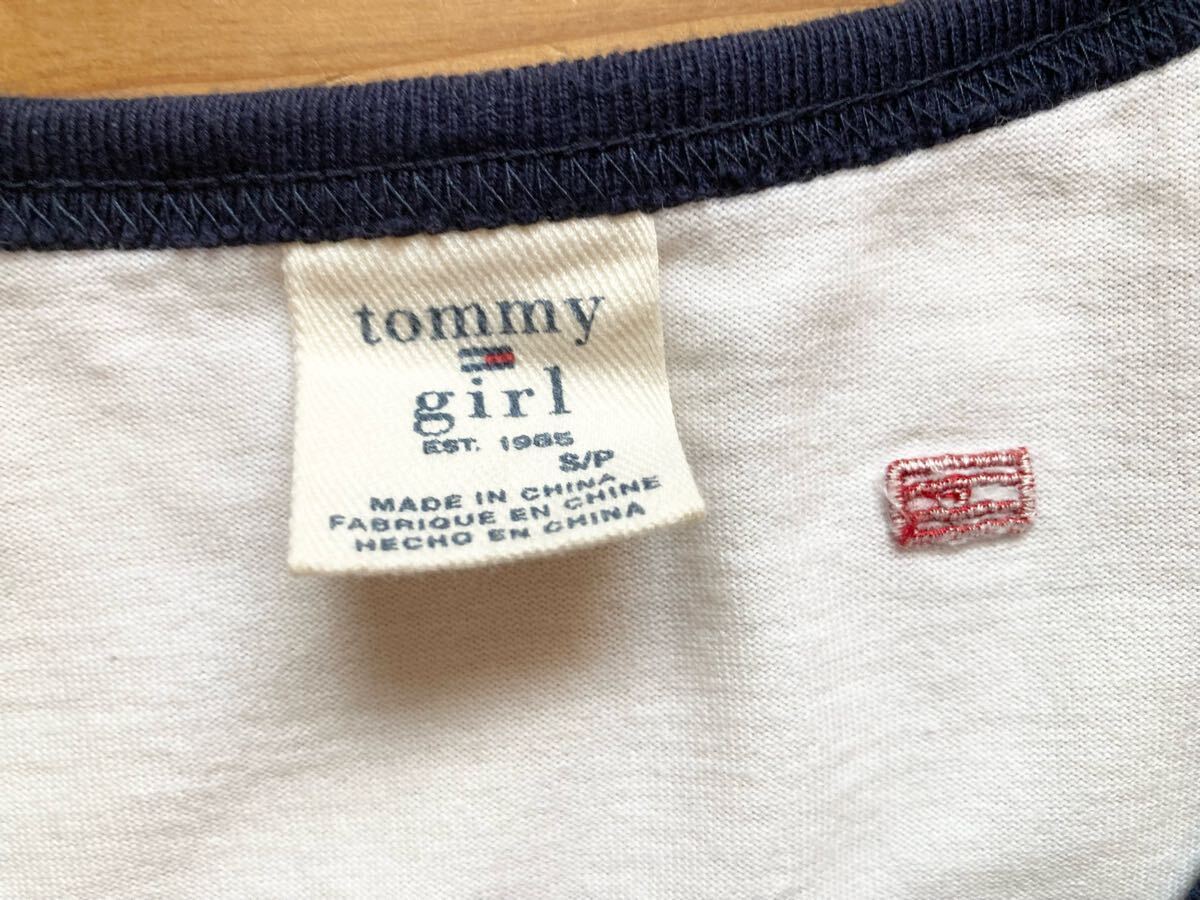 tommy
girl
EST. 1985
S/P
MADE IN CHINA
FABRIQUE EN CHINE
HECHO EN CHINA